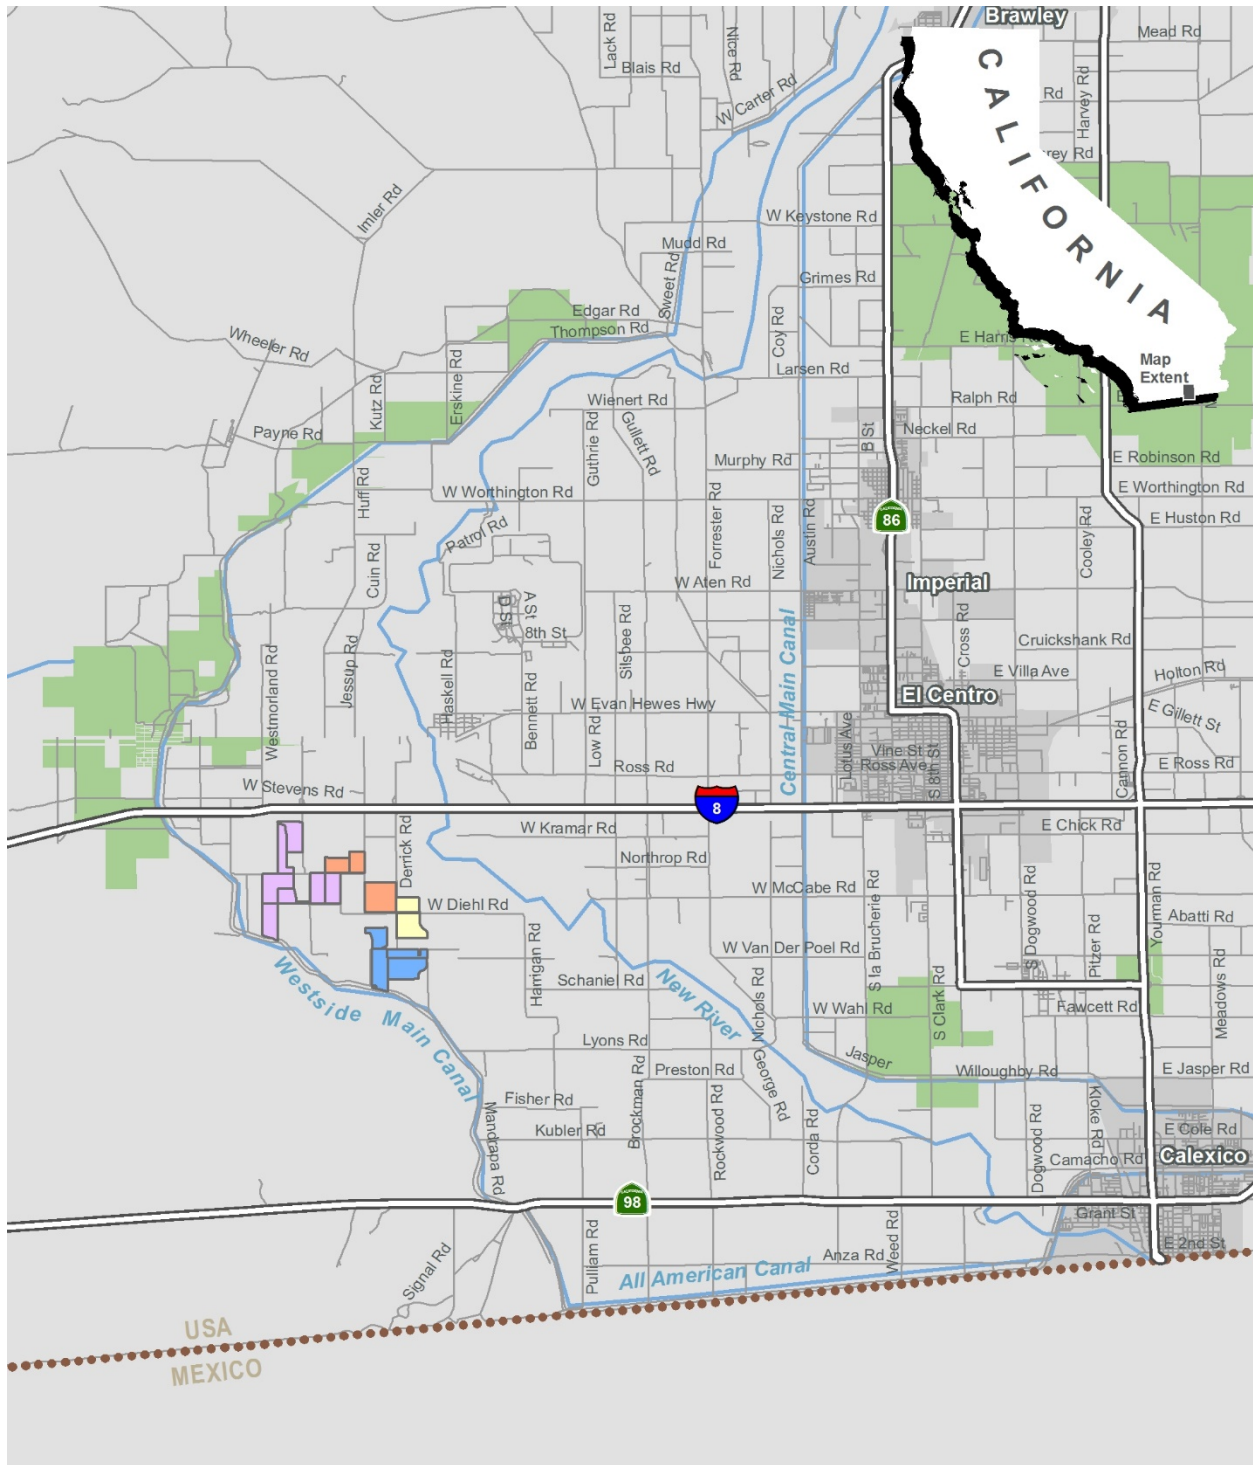 Brawley
Lack Rd
Nice Rd
Mead Rd
Blais Rd
W Carter Rd
CALIFORNIA
Rd
Harvey Rd
rey Rd
Imler Rd
W Keystone Rd
Mudd Rd
Sweet Rd
Grimes Rd
Edgar Rd
Thompson Rd
Coy Rd
E Harris
Wheeler Rd
Map
Extent
Kutz Rd
Erskine Rd
Larsen Rd
Wienert Rd
Ralph Rd
Payne Rd
Guthrie Rd
Gullett Rd
B St
Neckel Rd
Murphy Rd
E Robinson Rd
Huff Rd
W Worthington Rd
E Worthington Rd
Forrester Rd
Nichols Rd
Austin Rd
86
E Huston Rd
Patrol Rd
Cooley Rd
Cuin Rd
W Aten Rd
Imperial
D St
A St
8th St
Silsbee Rd
Central Main Canal
Cross Rd
Cruickshank Rd
Westmorland Rd
Jessup Rd
Haskell Rd
Bennett Rd
E Villa Ave
Holton Rd
El Centro
W Evan Hewes Hwy
Low Rd
E Gillett St
Lotus Ave
Vine St
Ross Ave
S 8th St
Cannon Rd
Ross Rd
E Ross Rd
W Stevens Rd
8
W Kramar Rd
E Chick Rd
Derrick Rd
Northrop Rd
W McCabe Rd
W Diehl Rd
S la Brucherie Rd
S Dogwood Rd
Pitzer Rd
Yourman Rd
Abatti Rd
Harrigan Rd
W Van Der Poel Rd
Westside Main Canal
Schaniel Rd
New River
Nichols Rd
S Clark Rd
Meadows Rd
W Wahl Rd
Fawcett Rd
Lyons Rd
Jasper
Preston Rd
George Rd
Willoughby Rd
E Jasper Rd
Fisher Rd
Brockman Rd
Rockwood Rd
Corda Rd
Dogwood Rd
Kloke Rd
Mandrapa Rd
Kubler Rd
E Cole Rd
Camacho Rd
Calexico
98
Grant St
Signal Rd
Pulliam Rd
Anza Rd
Weed Rd
E 2nd St
All American Canal
USA
MEXICO